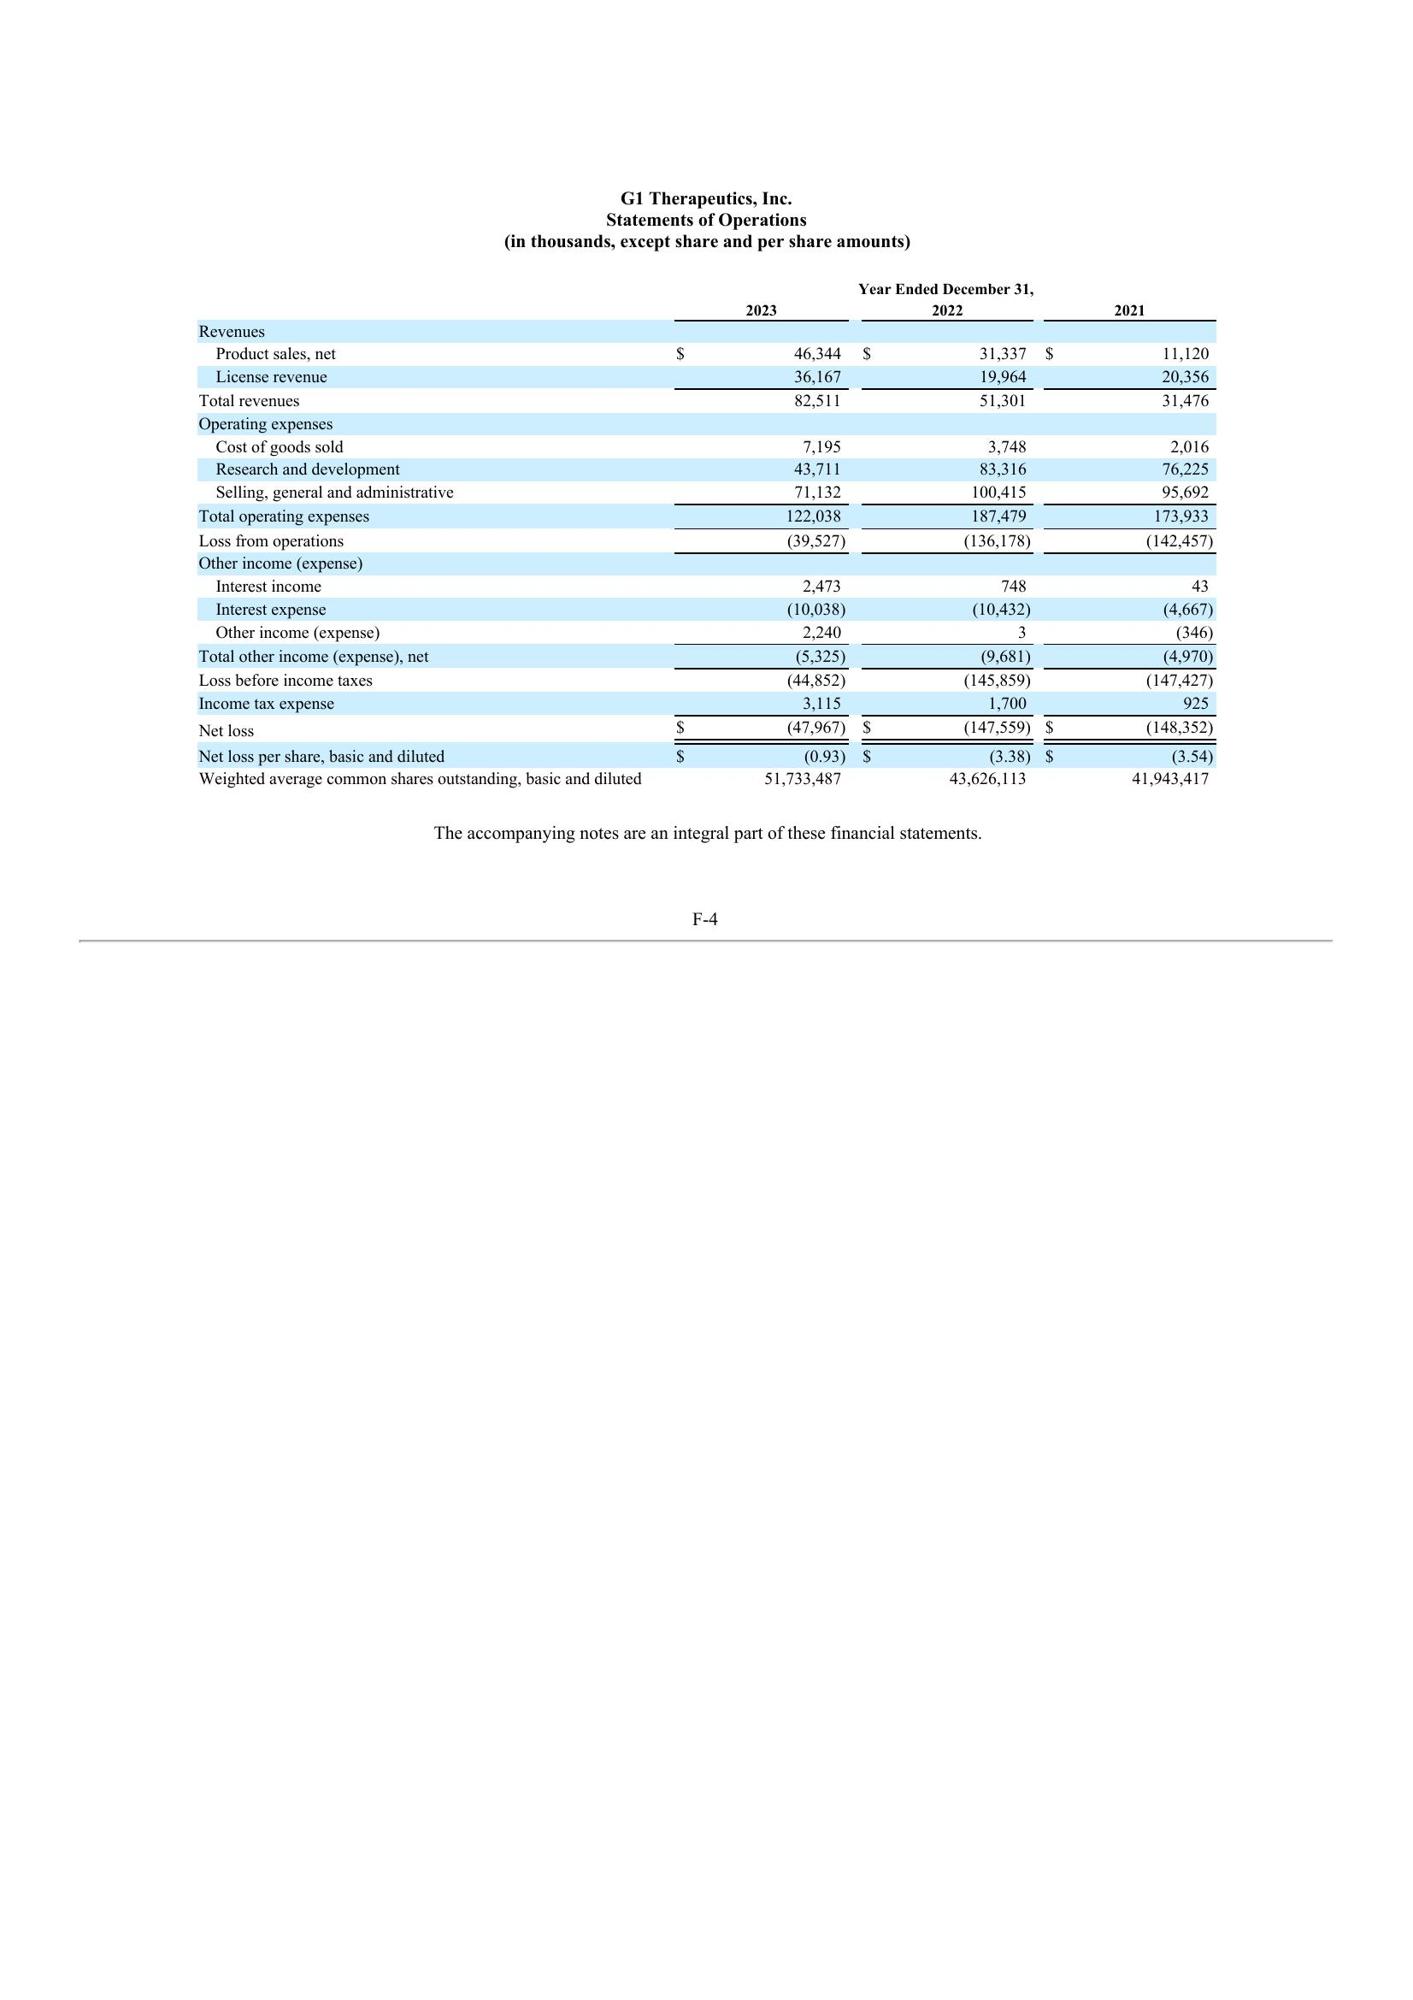 G1 Therapeutics, Inc.
Statements of Operations
(in thousands, except share and per share amounts)
Year Ended December 31,
2023 2022 2021
Revenues
Product sales, net $ 46,344 $ 31,337 $ 11,120
License revenue 36,167 19,964 20,356
Total revenues 82,511 51,301 31,476
Operating expenses
Cost of goods sold 7,195 3,748 2,016
Research and development 43,711 83,316 76,225
Selling, general and administrative 71,132 100,415 95,692
Total operating expenses 122,038 187,479 173,933
Loss from operations (39,527) (136,178) (142,457)
Other income (expense)
Interest income 2,473 748 43
Interest expense (10,038) (10,432) (4,667)
Other income (expense) 2,240 3 (346)
Total other income (expense), net (5,325) (9,681) (4,970)
Loss before income taxes (44,852) (145,859) (147,427)
Income tax expense 3,115 1,700 925
Net loss $ (47,967) $ (147,559) $ (148,352)
Net loss per share, basic and diluted $ (0.93) $ (3.38) $ (3.54)
Weighted average common shares outstanding, basic and diluted 51,733,487 43,626,113 41,943,417
The accompanying notes are an integral part of these financial statements.
F-4